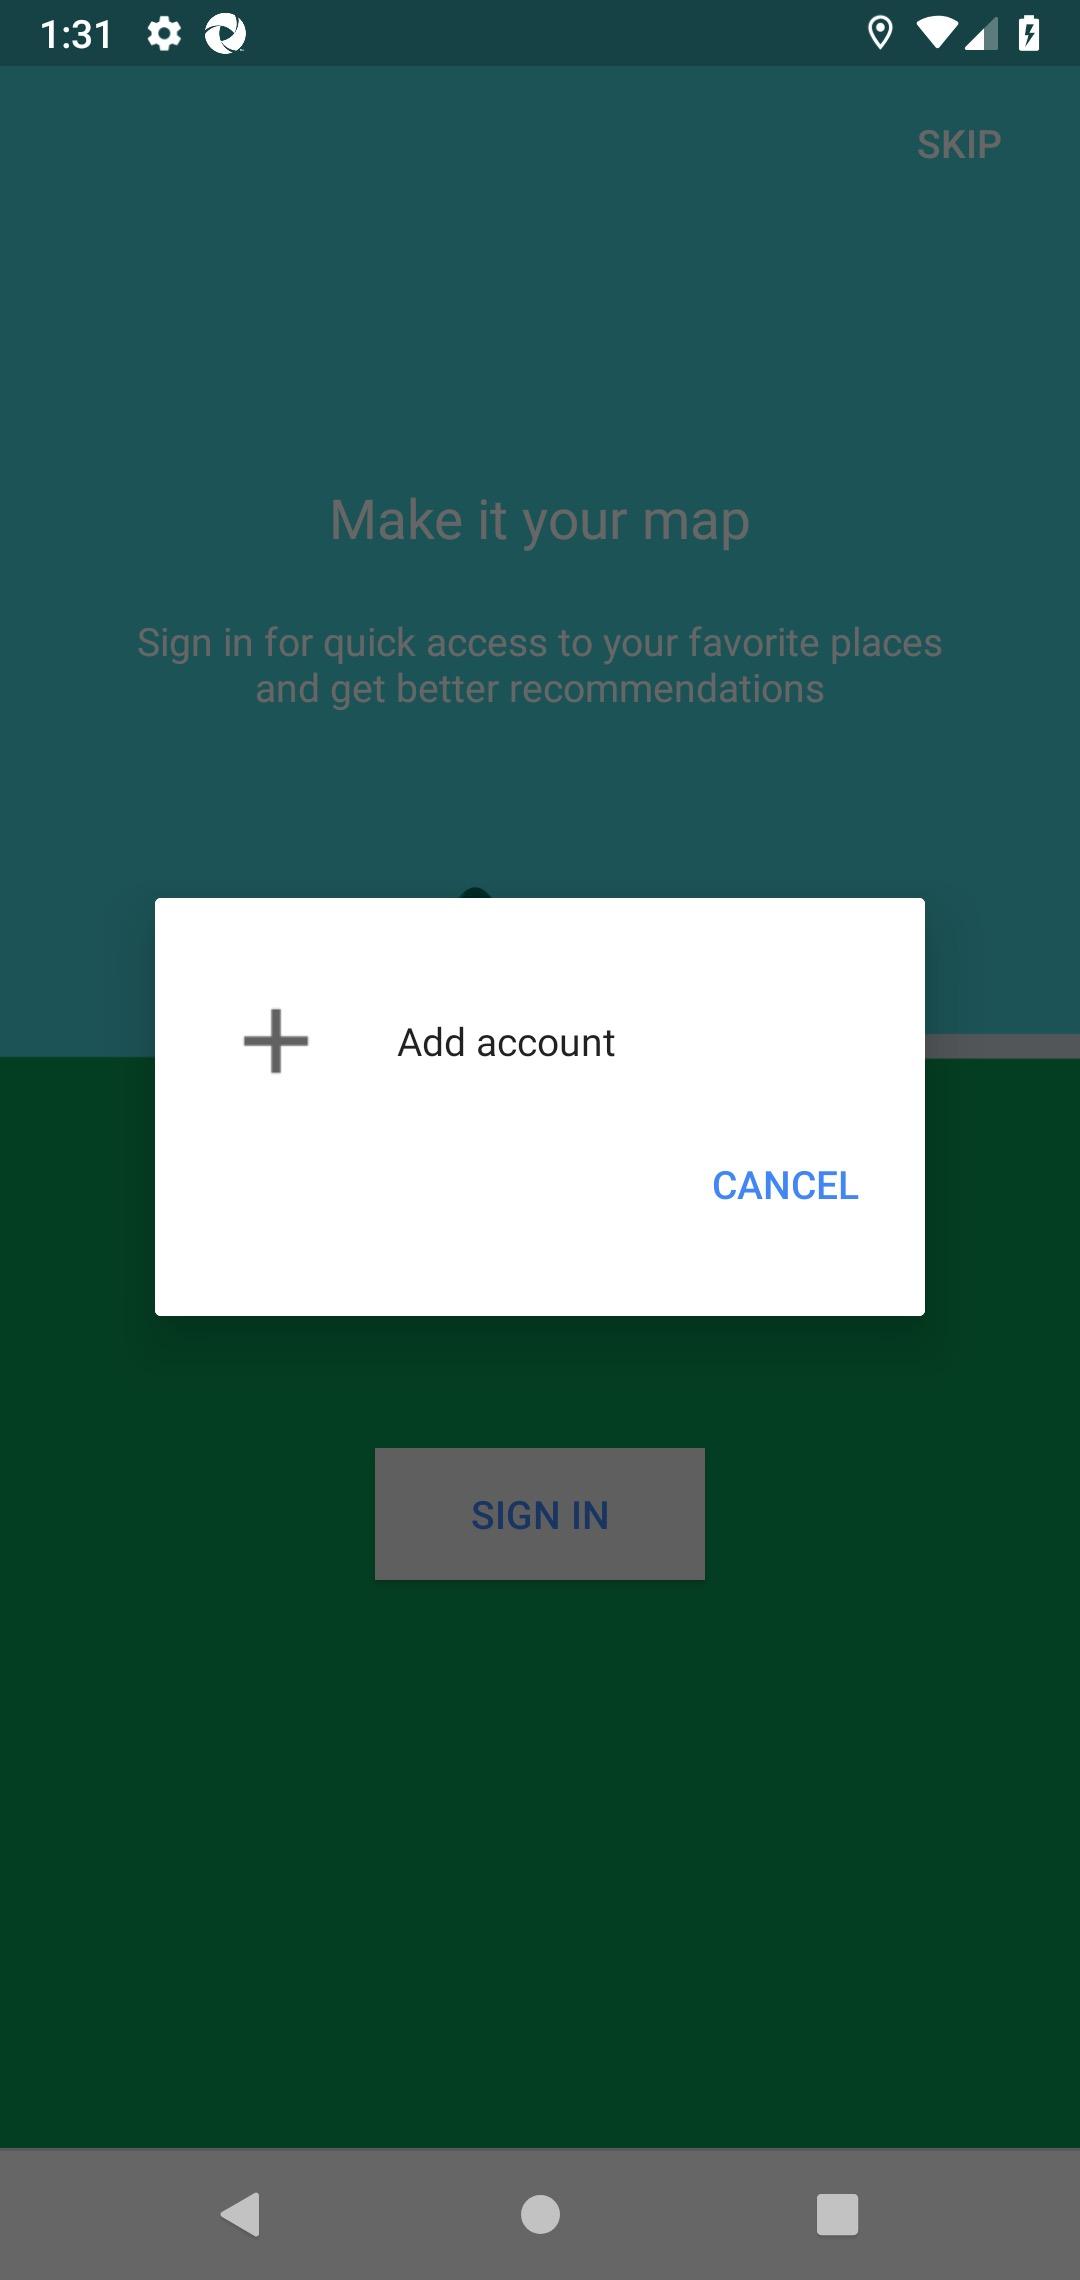 1:31
SKIP
Make it your map
Sign in for quick access to your favorite places
and get better recommendations
Add account
CANCEL
SIGN IN